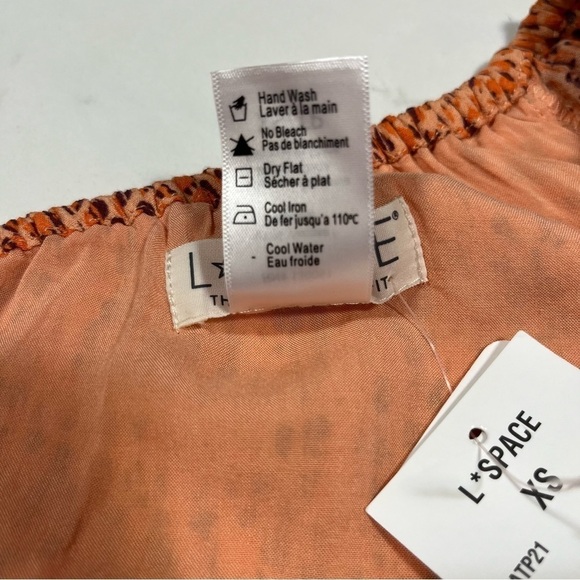 Hand Wash
Laver à la main
No Bleach
Pas de blanchiment
Dry Flat
Sécher à plat
Cool Iron
De fer jusqu'a 110℃
- Cool Water
Eau froide
L*SPACE
XS